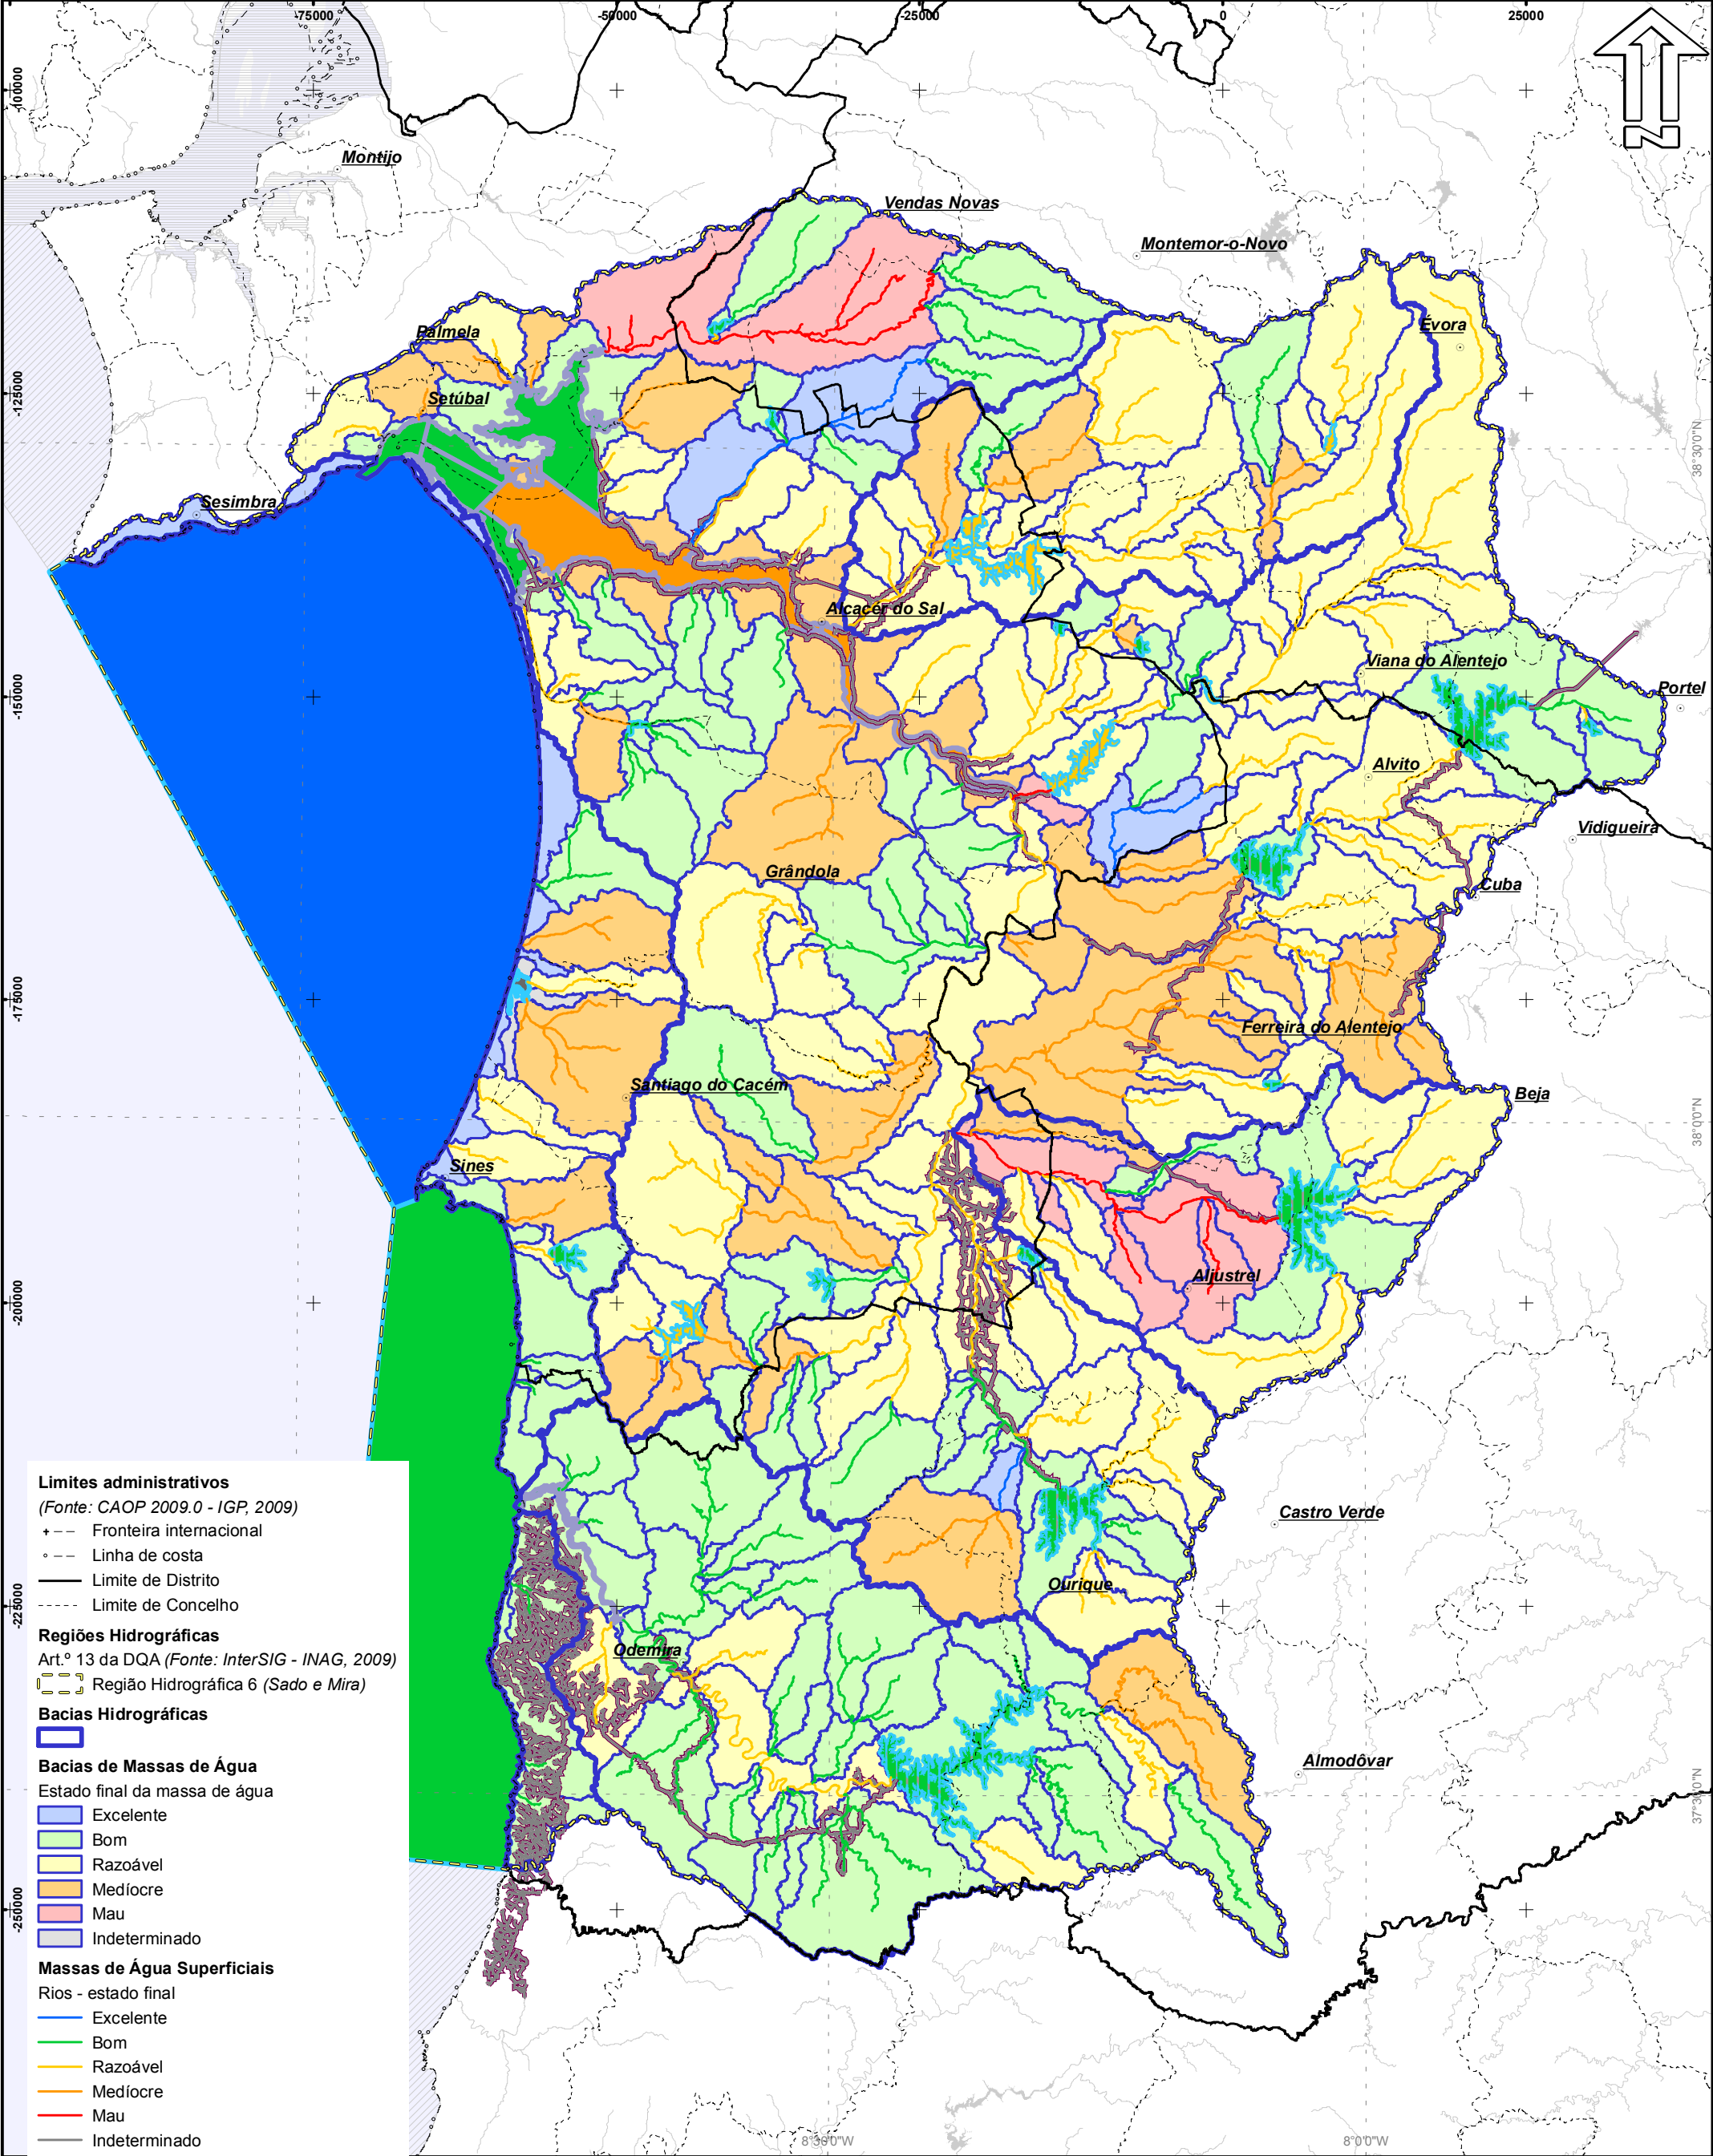 -75000
-50000
-25000
0
25000
-100000
-125000
-150000
-175000
-200000
-225000
-250000
N
38°30'0"N
38°0'0"N
37°30'0"N
8°30'0"W
8°0'0"W
Montijo
Vendas Novas
Montemor-o-Novo
Palmela
Évora
Setúbal
Sesimbra
Alcácer do Sal
Viana do Alentejo
Portel
Alvito
Vidigueira
Grândola
Cuba
Ferreira do Alentejo
Santiago do Cacém
Beja
Sines
Aljustrel
Castro Verde
Ourique
Odemira
Almodôvar
Limites administrativos
(Fonte: CAOP 2009.0 - IGP, 2009)
Fronteira internacional
Linha de costa
Limite de Distrito
Limite de Concelho
Regiões Hidrográficas
Art.º 13 da DQA (Fonte: InterSIG - INAG, 2009)
Região Hidrográfica 6 (Sado e Mira)
Bacias Hidrográficas
Bacias de Massas de Água
Estado final da massa de água
Excelente
Bom
Razoável
Medíocre
Mau
Indeterminado
Massas de Água Superficiais
Rios - estado final
Excelente
Bom
Razoável
Medíocre
Mau
Indeterminado